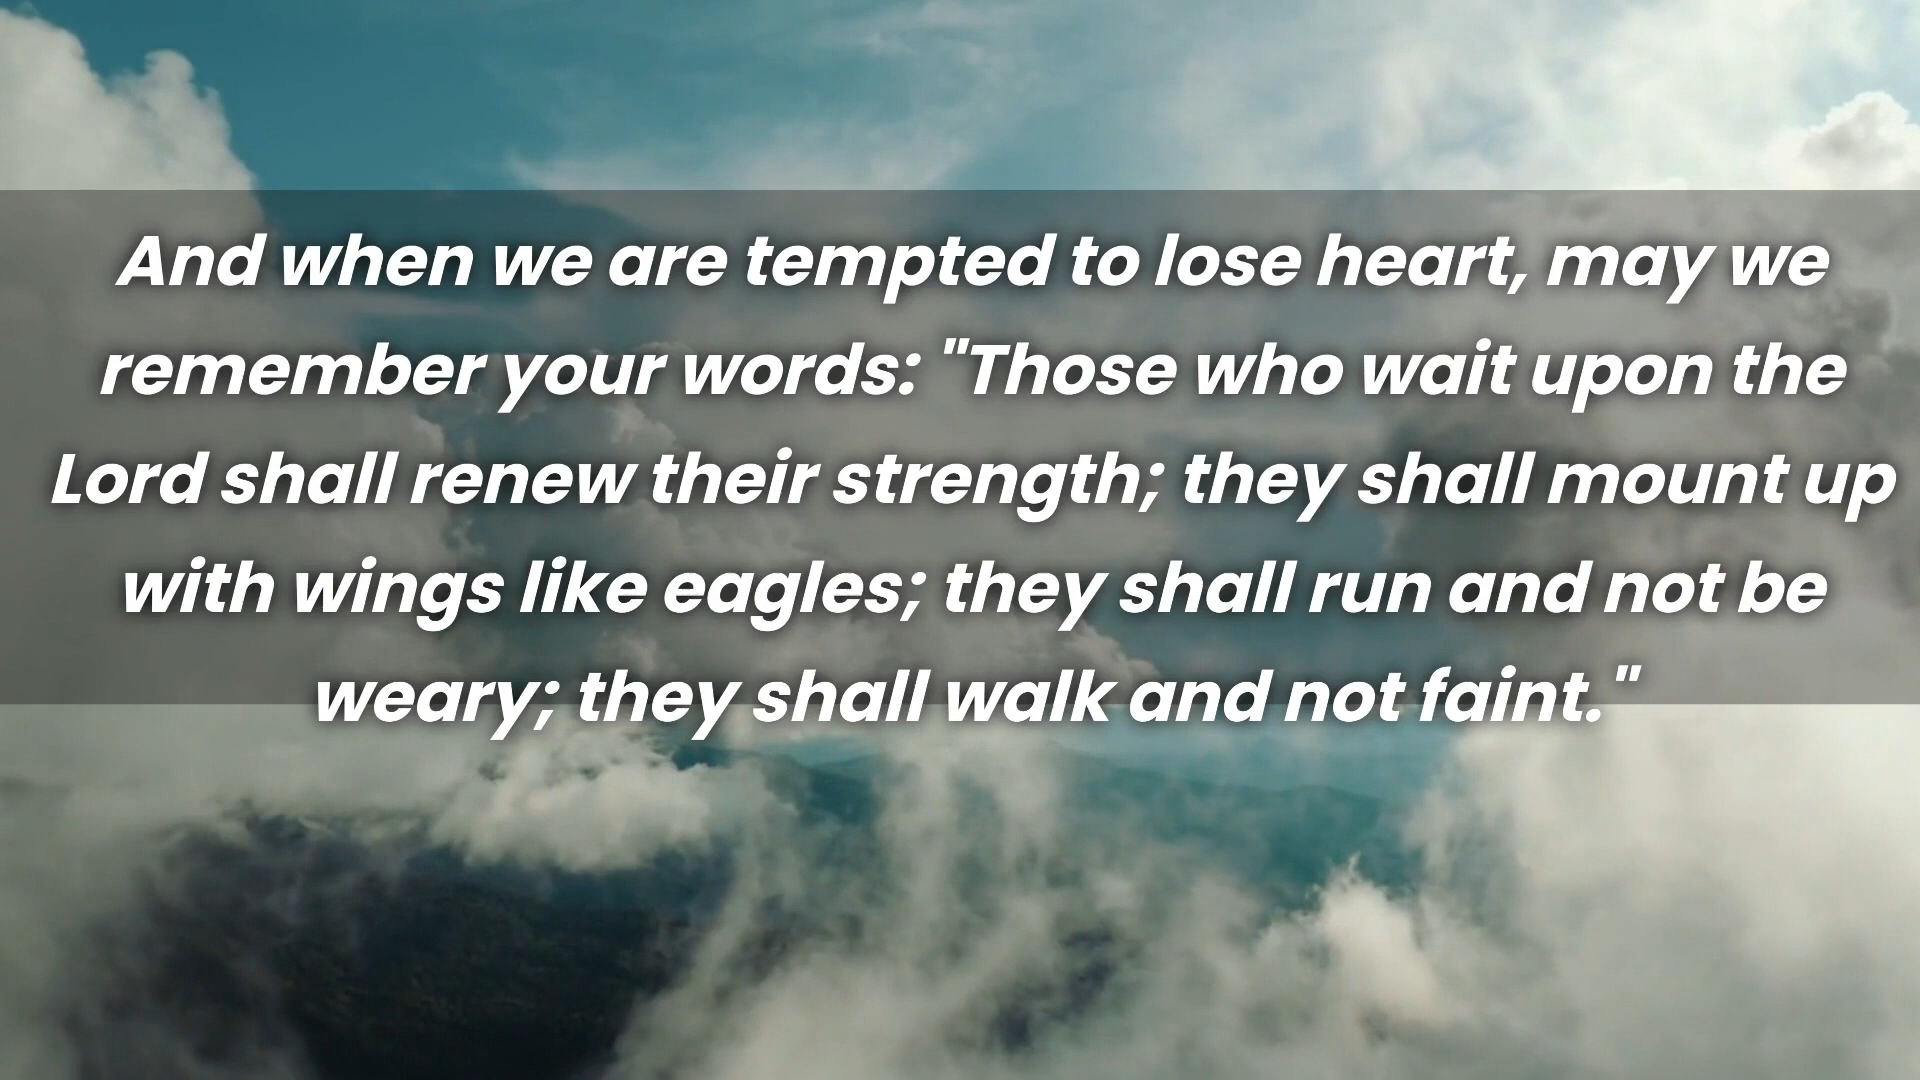 And when we are tempted to lose heart, may we
remember your words: "Those who wait upon the
Lord shall renew their strength; they shall mount up
with wings like eagles; they shall run and not be
weary; they shall walk and not faint."